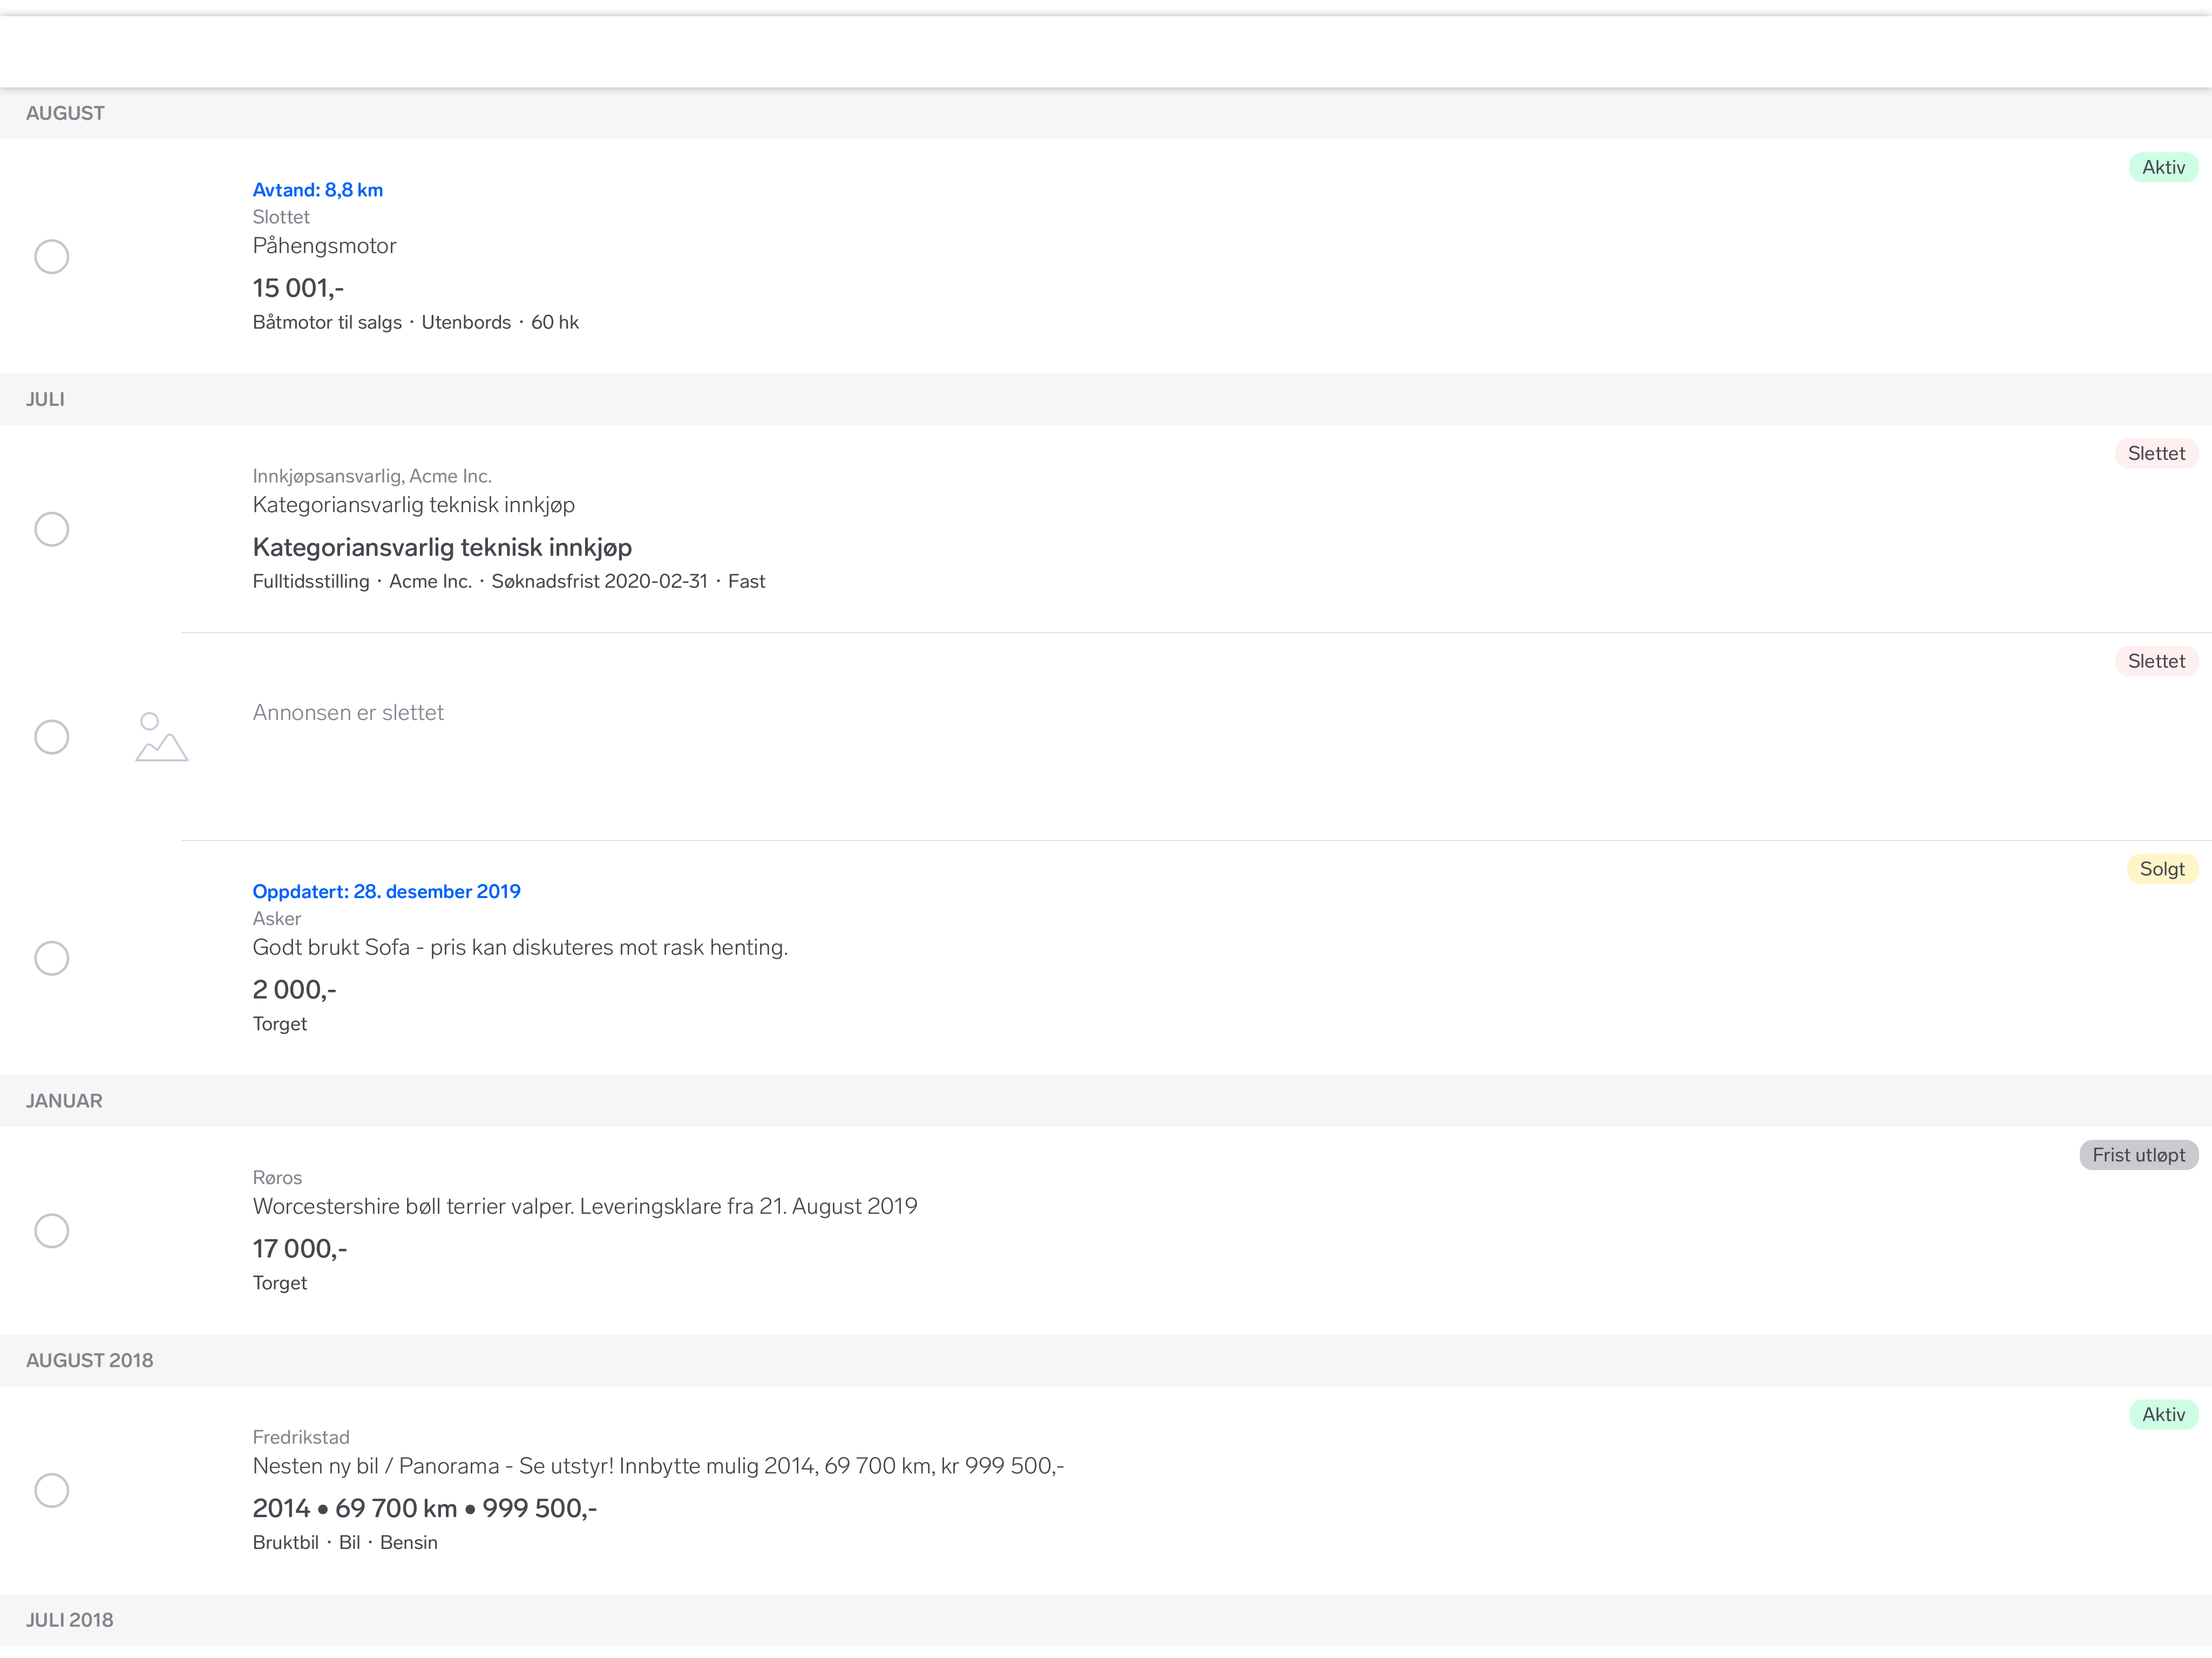 AUGUST
Aktiv
Avtand: 8,8 km
Slottet
Påhengsmotor
15 001,-
Båtmotor til salgs · Utenbords · 60 hk
JULI
Slettet
Innkjøpsansvarlig, Acme Inc.
Kategoriansvarlig teknisk innkjøp
Kategoriansvarlig teknisk innkjøp
Fulltidsstilling · Acme Inc. · Søknadsfrist 2020-02-31 · Fast
Slettet
Annonsen er slettet
Solgt
Oppdatert: 28. desember 2019
Asker
Godt brukt Sofa - pris kan diskuteres mot rask henting.
2 000,-
Torget
JANUAR
Frist utløpt
Røros
Worcestershire bøll terrier valper. Leveringsklare fra 21. August 2019
17 000,-
Torget
AUGUST 2018
Aktiv
Fredrikstad
Nesten ny bil / Panorama - Se utstyr! Innbytte mulig 2014, 69 700 km, kr 999 500,-
2014 • 69 700 km • 999 500,-
Bruktbil · Bil · Bensin
JULI 2018